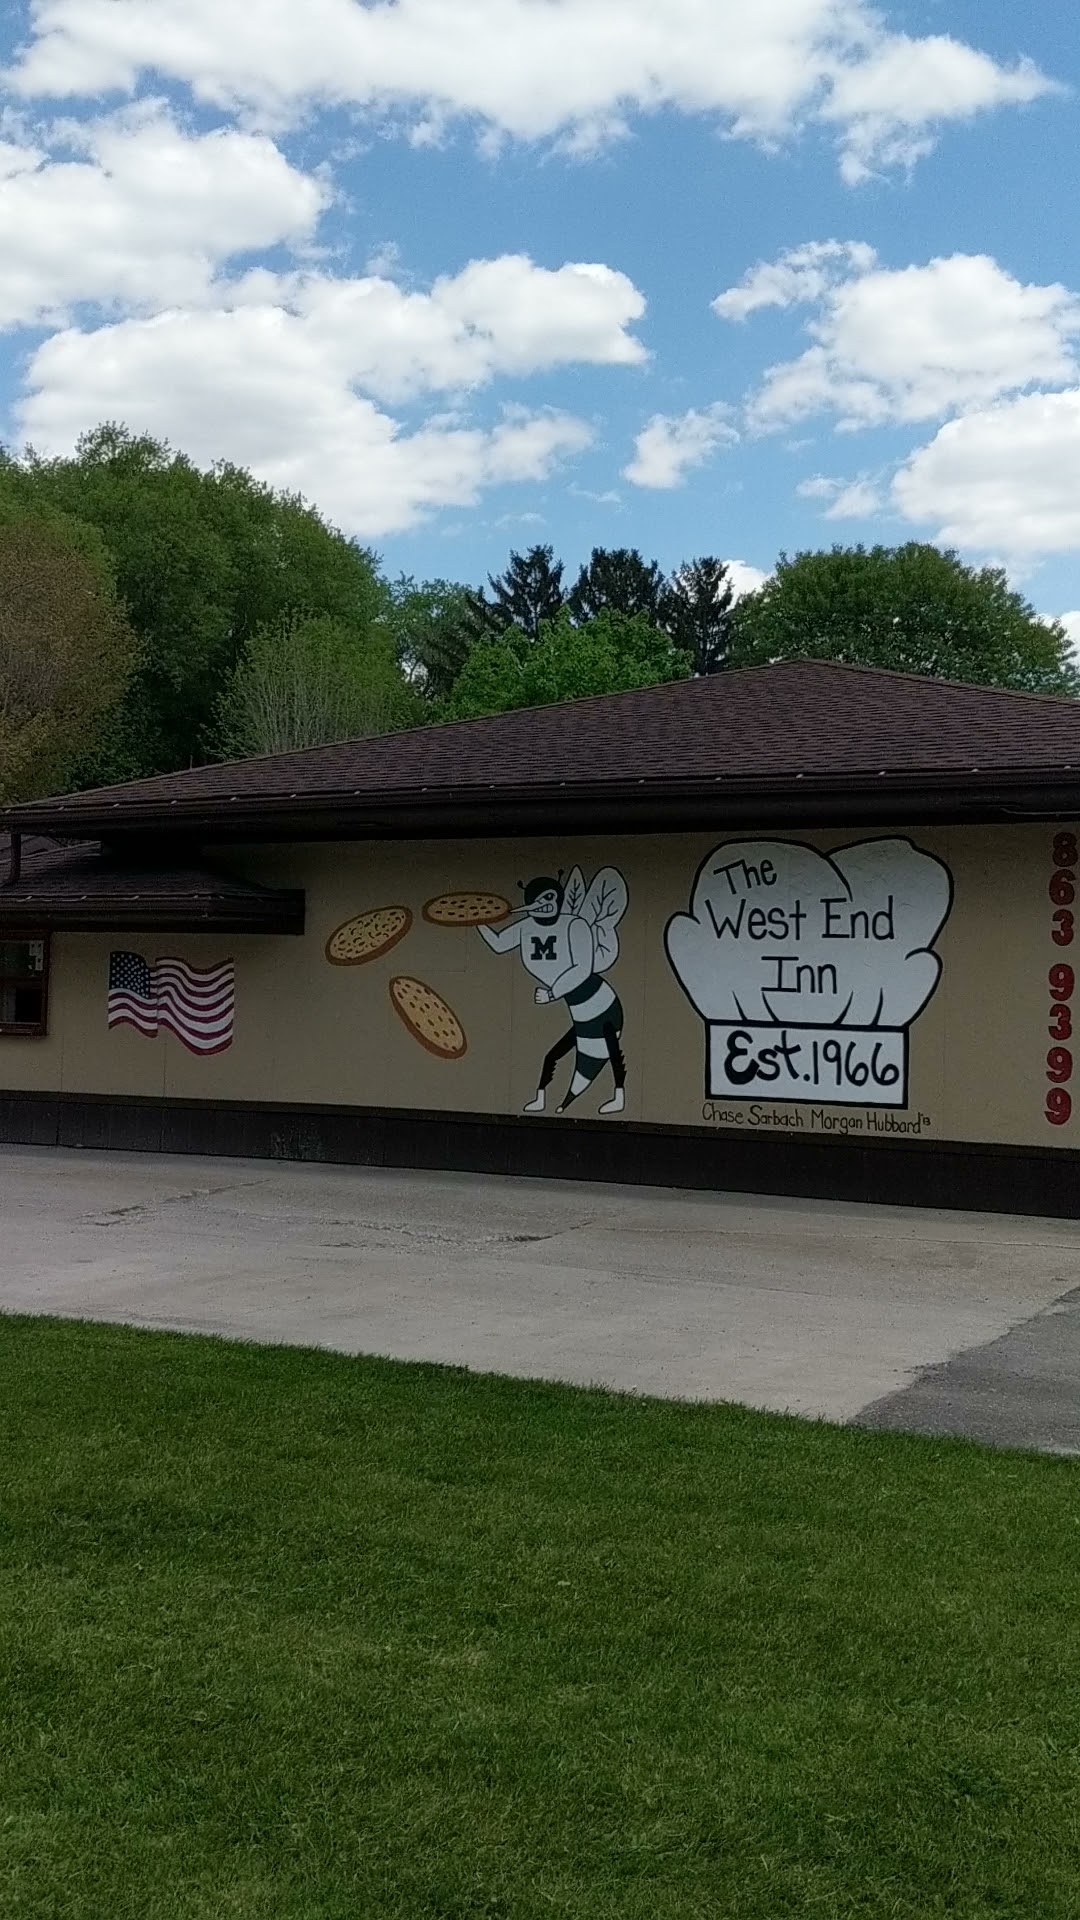 M
The
West End
Inn
Est. 1966
Chase Sarbach Morgan Hubbard '13
863 9399